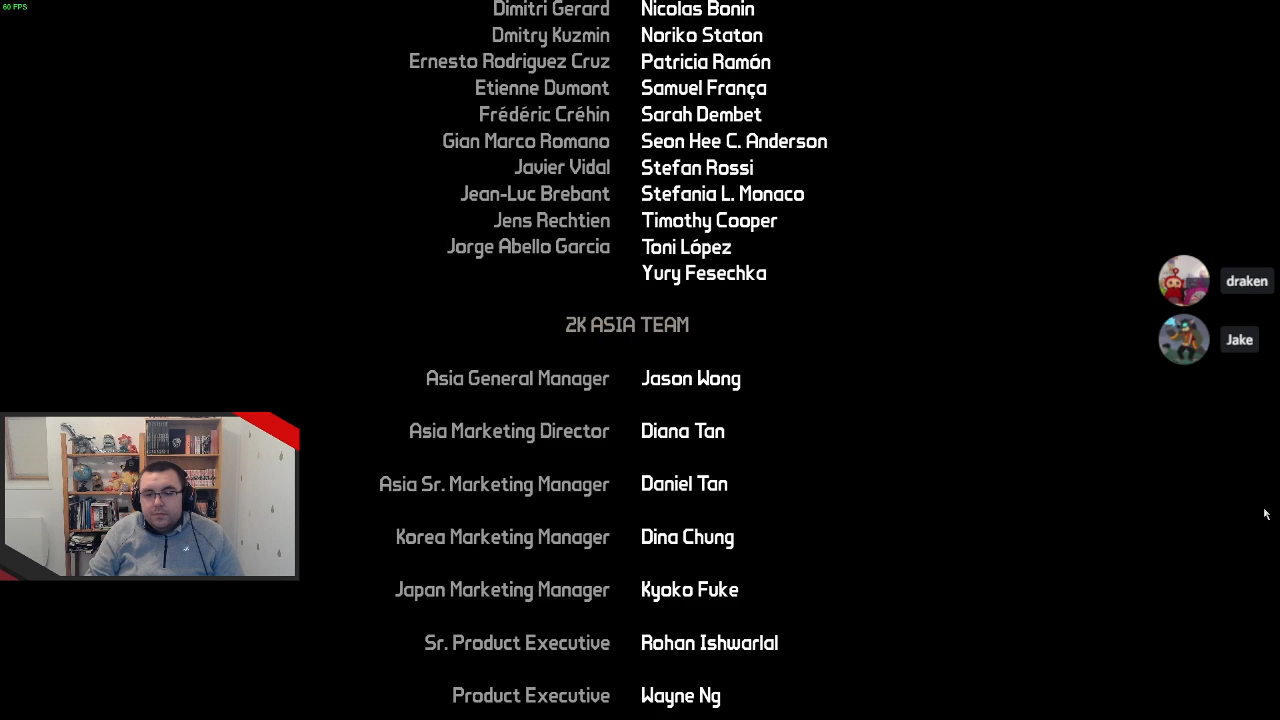 60 FPS
Dimitri Gerard Nicolas Bonin
Dmitry Kuzmin Noriko Staton
Ernesto Rodriguez Cruz Patricia Ramón
Etienne Dumont Samuel França
Frédéric Créhin Sarah Dembet
Gian Marco Romano Seon Hee C. Anderson
Javier Vidal Stefan Rossi
Jean-Luc Brebant Stefania L. Monaco
Jens Rechtien Timothy Cooper
Jorge Abello Garcia Toni López
Yury Fesechka
draken
2K ASIA TEAM
Jake
Asia General Manager Jason Wong
Asia Marketing Director Diana Tan
Asia Sr. Marketing Manager Daniel Tan
Korea Marketing Manager Dina Chung
Japan Marketing Manager Kyoko Fuke
Sr. Product Executive Rohan Ishwarlal
Product Executive Wayne Ng